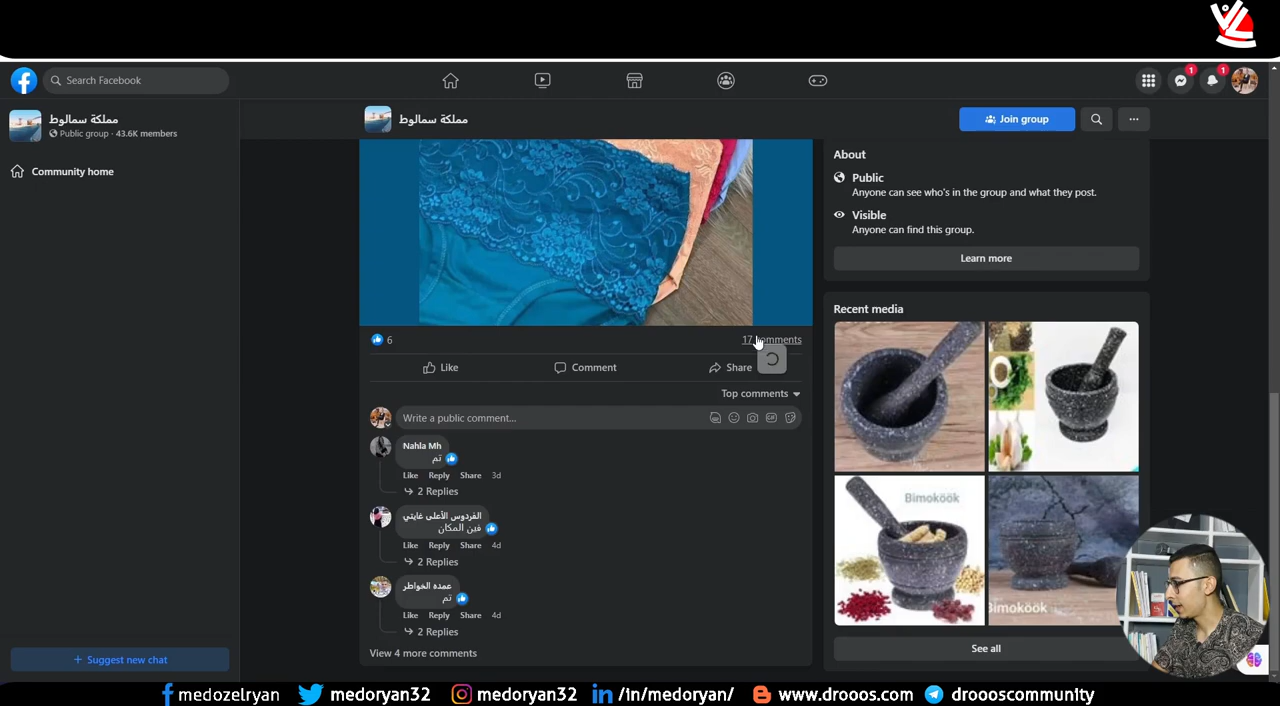 Search Facebook
1
1
مملكة سمالوط
Public group · 43.6K members
Community home
Suggest new chat
مملكة سمالوط
Join group
6
17 comments
Like
Comment
Share
Top comments
Write a public comment...
Nahla Mh
تم
Like Reply Share 3d
2 Replies
الفردوس الأعلى غايتي
فين المكان
Like Reply Share 4d
2 Replies
عمده الخواطر
تم
Like Reply Share 4d
2 Replies
View 4 more comments
About
Public
Anyone can see who's in the group and what they post.
Visible
Anyone can find this group.
Learn more
Recent media
Bimoköök
Bimoköök
See all
medozelryan medoryan32 medoryan32 /in/medoryan/ www.drooos.com droooscommunity